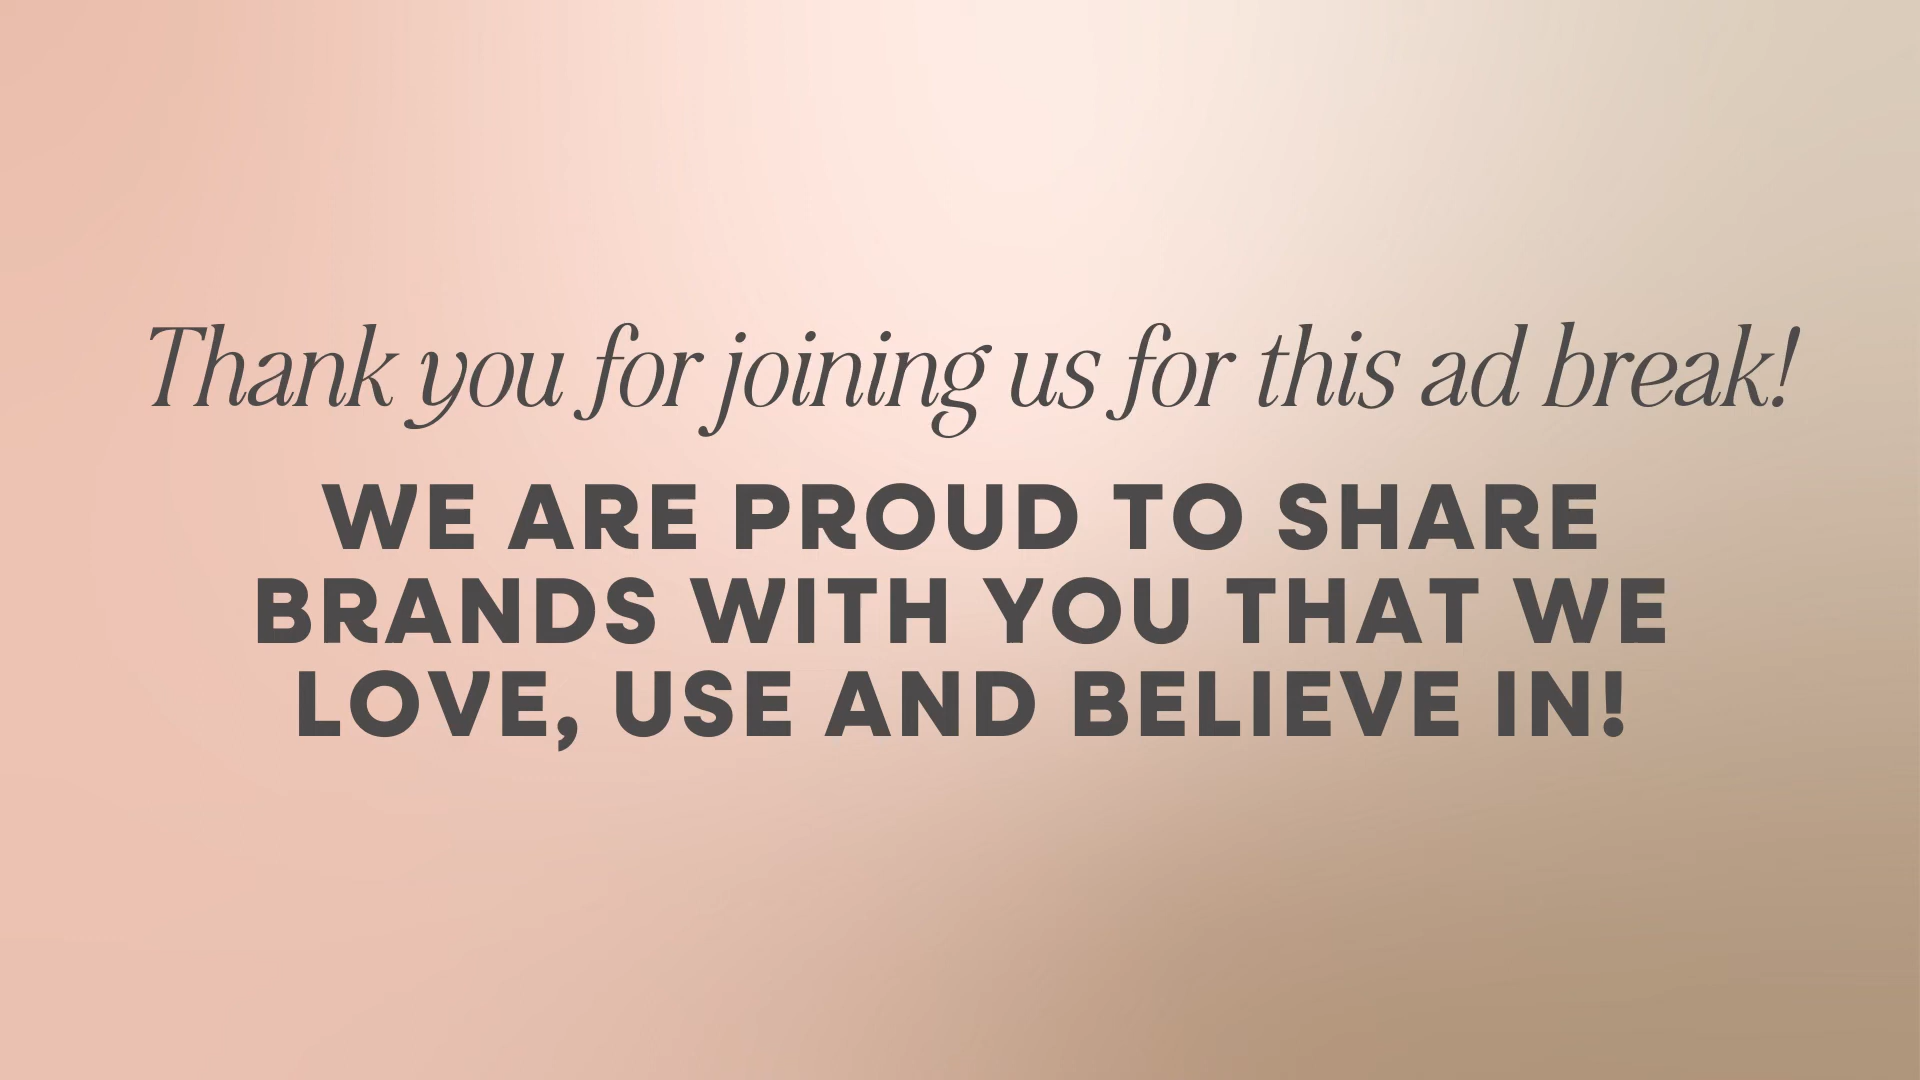 Thank you for joining us for this ad break!
WE ARE PROUD TO SHARE
BRANDS WITH YOU THAT WE
LOVE, USE AND BELIEVE IN!